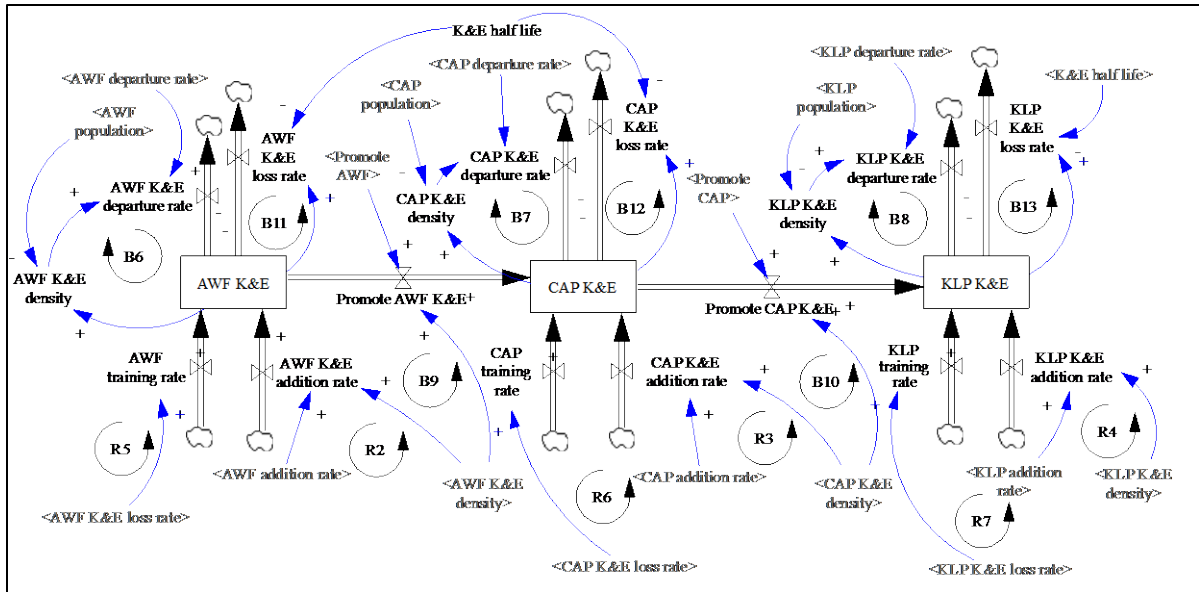 K&E half life
<CAP departure rate>
<KLP departure rate>
<K&E half life>
<AWF departure rate>
<AWF
population>
<CAP
population>
<KLP
population>
AWF
K&E
loss rate
CAP
K&E
loss rate
KLP
K&E
loss rate
<Promote
AWF>
<Promote
CAP>
AWF K&E
departure rate
CAP K&E
departure rate
KLP K&E
departure rate
CAP K&E
density
KLP K&E
density
B6
B11
B7
B12
B8
B13
AWF K&E
density
AWF K&E
CAP K&E
KLP K&E
Promote AWF K&E
Promote CAP K&E
AWF
training rate
AWF K&E
addition rate
CAP
training
rate
CAP K&E
addition rate
KLP
training
rate
KLP K&E
addition rate
B9
B10
R5
R2
R6
R3
R7
R4
<AWF addition rate>
<AWF K&E
density>
<CAP addition rate>
<CAP K&E
density>
<KLP addition
rate>
<KLP K&E
density>
<AWF K&E loss rate>
<CAP K&E loss rate>
<KLP K&E loss rate>